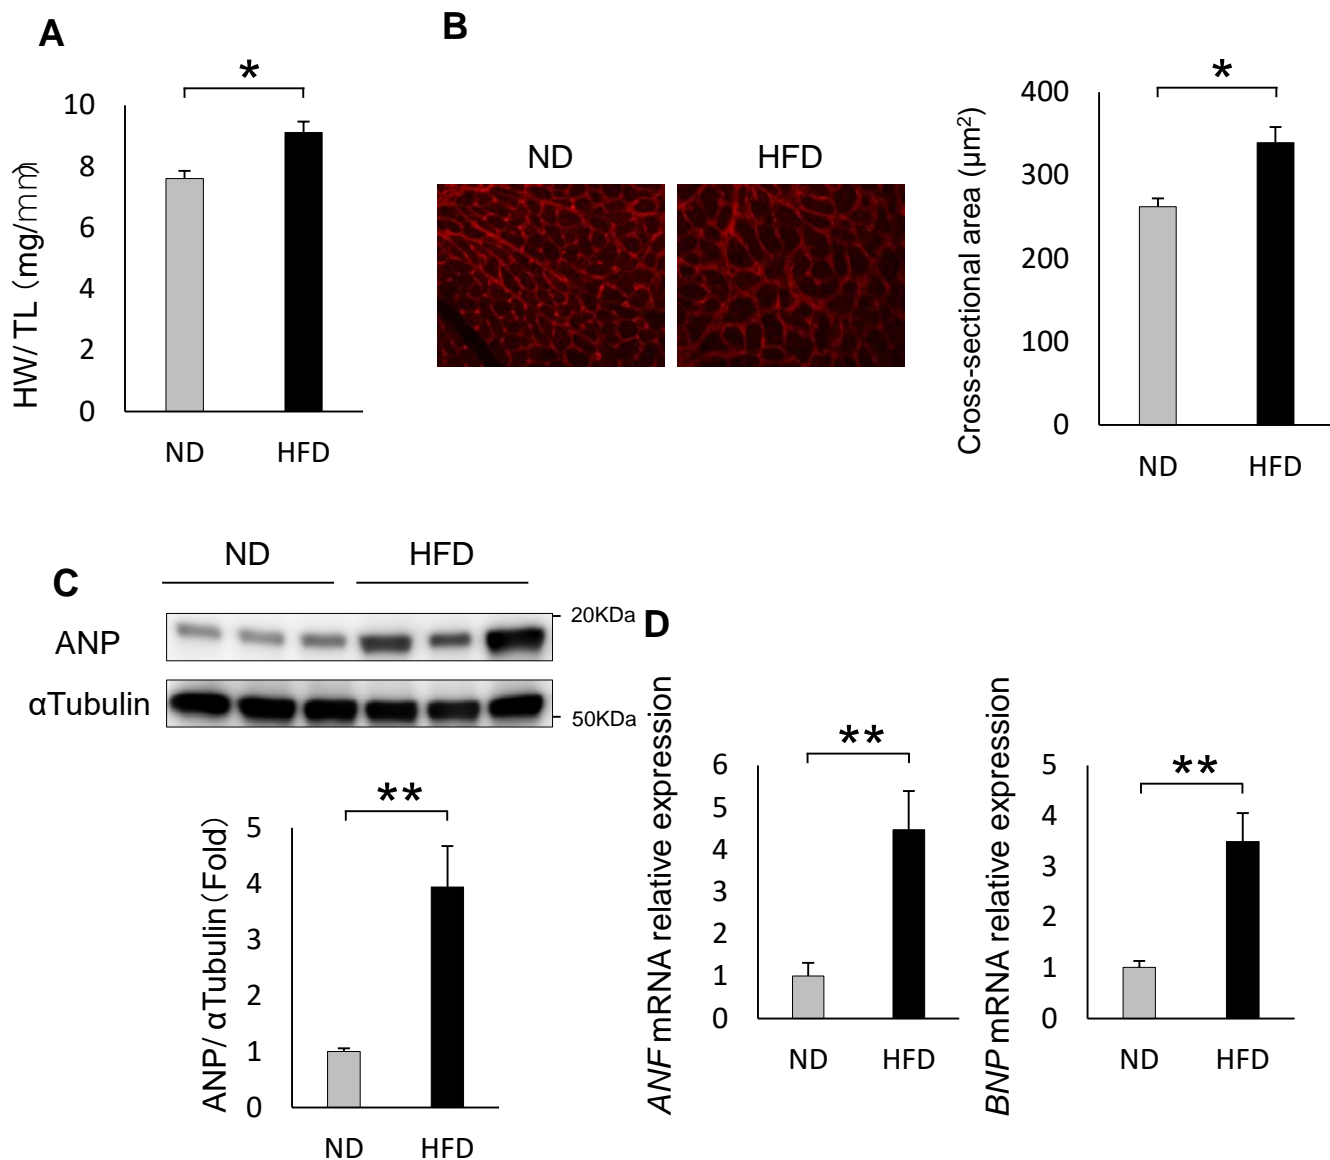 A
*
10
8
6
4
2
0
HW/ TL (mg/mm)
ND
HFD
B
ND
HFD
*
400
300
200
100
0
Cross-sectional area (μm²)
ND
HFD
C
ND
HFD
ANP
20KDa
αTubulin
50KDa
**
5
4
3
2
1
0
ANP/ αTubulin(Fold)
ND
HFD
D
**
6
5
4
3
2
1
0
ANF mRNA relative expression
ND
HFD
**
5
4
3
2
1
0
BNP mRNA relative expression
ND
HFD